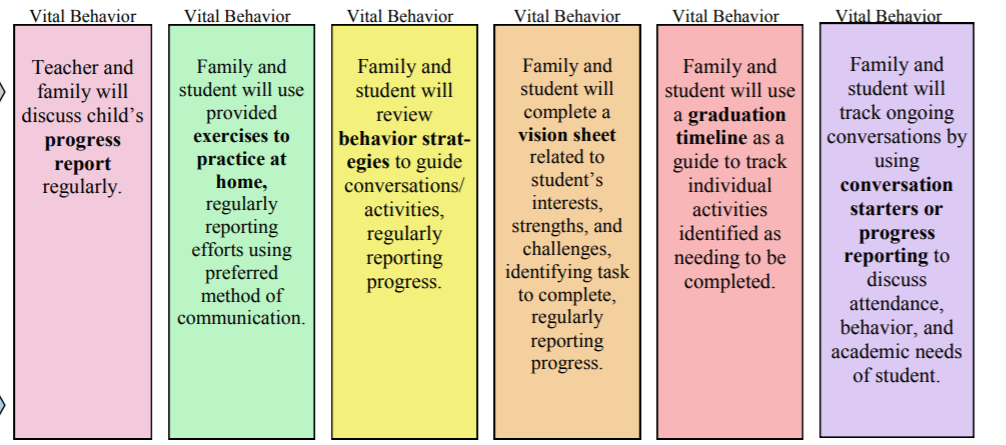 Vital Behavior
Teacher and
family will
discuss child's
progress
report
regularly.
Vital Behavior
Family and
student will use
provided
exercises to
practice at
home,
regularly
reporting
efforts using
preferred
method of
communication.
Vital Behavior
Family and
student will
review
behavior strat-
egies to guide
conversations/
activities,
regularly
reporting
progress.
Vital Behavior
Family and
student will
complete a
vision sheet
related to
student's
interests,
strengths, and
challenges,
identifying task
to complete,
regularly
reporting
progress.
Vital Behavior
Family and
student will use
a graduation
timeline as a
guide to track
individual
activities
identified as
needing to be
completed.
Vital Behavior
Family and
student will
track ongoing
conversations by
using
conversation
starters or
progress
reporting to
discuss
attendance,
behavior, and
academic needs
of student.